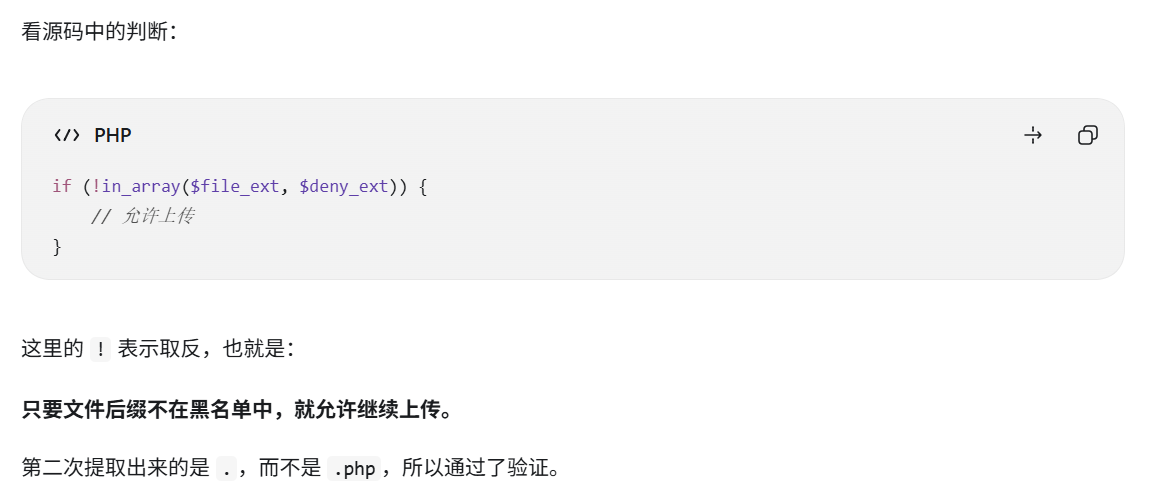 看源码中的判断：
</> PHP
if (!in_array($file_ext, $deny_ext)) {
// 允许上传
}
这里的 ! 表示取反，也就是：
只要文件后缀不在黑名单中，就允许继续上传。
第二次提取出来的是 .，而不是 .php，所以通过了验证。